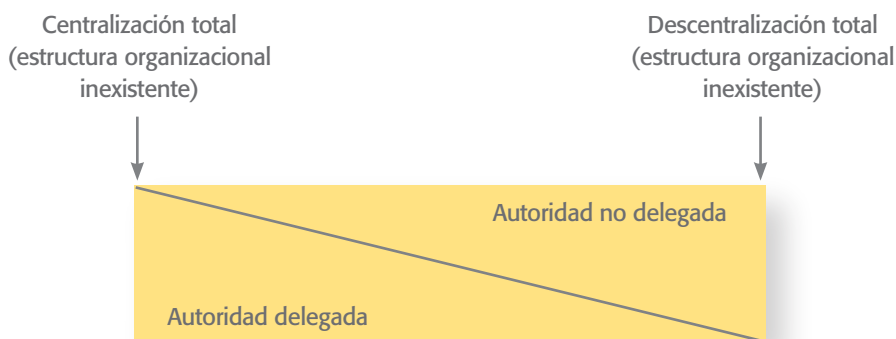 Centralización total
(estructura organizacional
inexistente)
Descentralización total
(estructura organizacional
inexistente)
Autoridad no delegada
Autoridad delegada